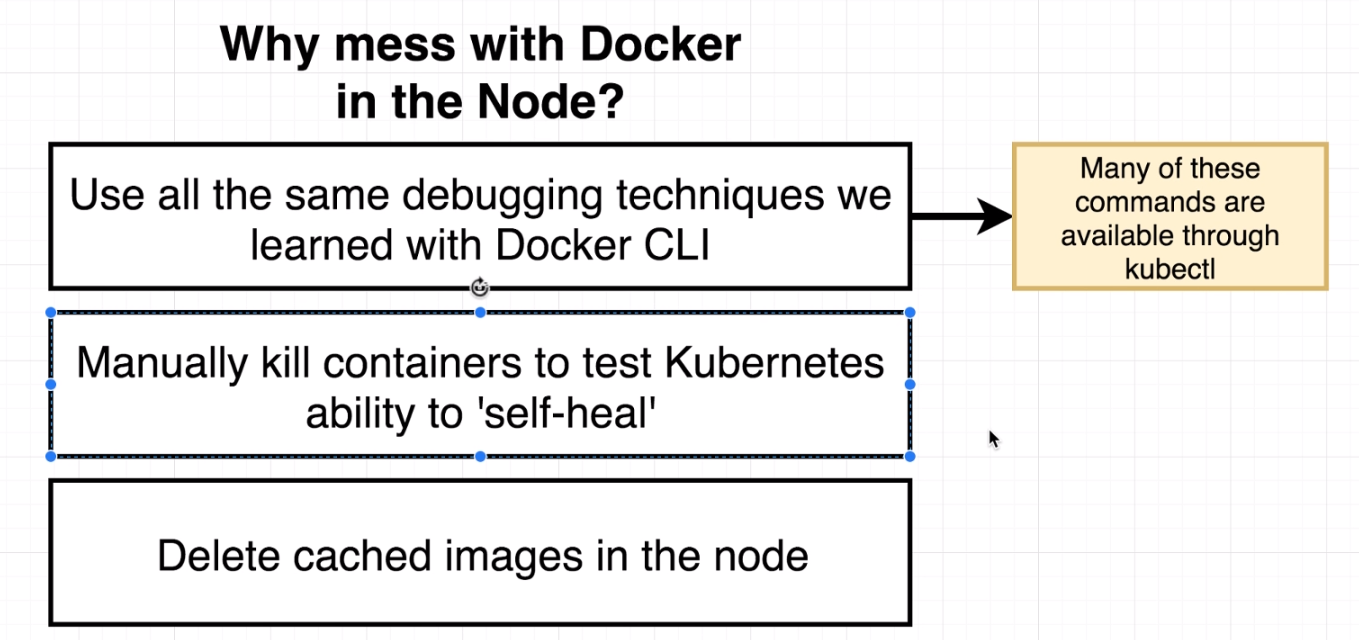 Why mess with Docker
in the Node?
Use all the same debugging techniques we
learned with Docker CLI
Many of these
commands are
available through
kubectl
Manually kill containers to test Kubernetes
ability to 'self-heal'
Delete cached images in the node